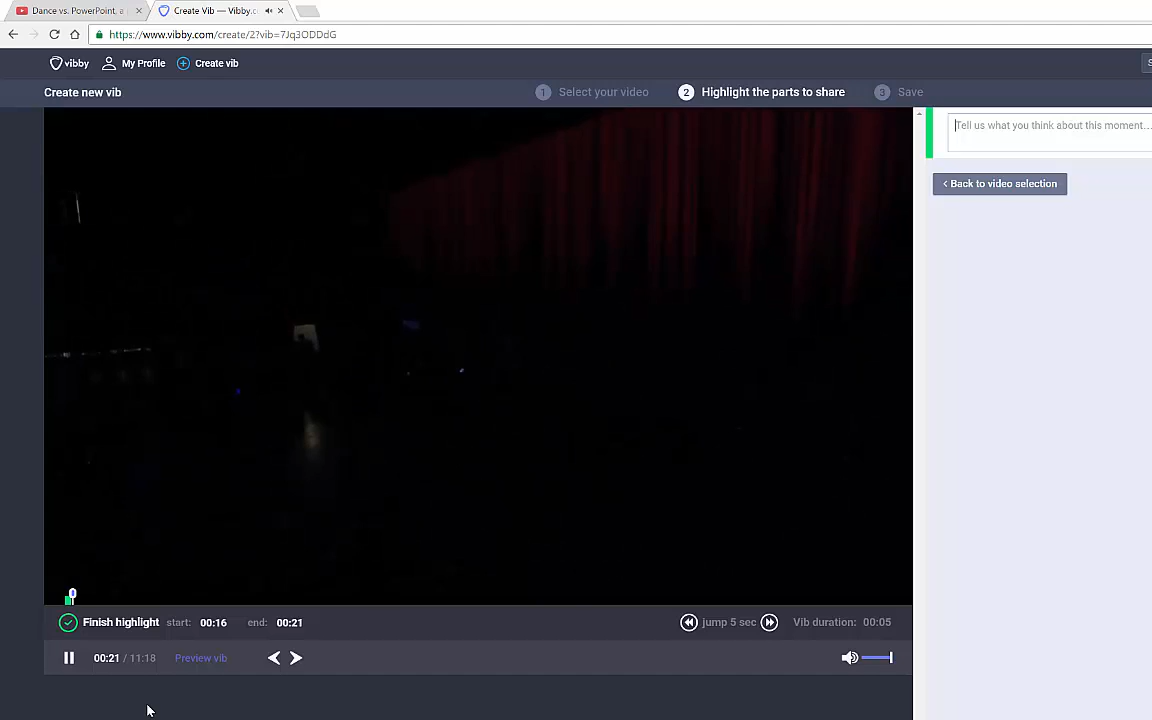 Dance vs. PowerPoint, a
Create Vib — Vibby.c
https://www.vibby.com/create/2?vib=7Jq3ODDdG
vibby
My Profile
Create vib
S
Create new vib
1 Select your video
2 Highlight the parts to share
3 Save
Tell us what you think about this moment...
Back to video selection
Finish highlight start: 00:16 end: 00:21
jump 5 sec
Vib duration: 00:05
00:21 / 11:18
Preview vib